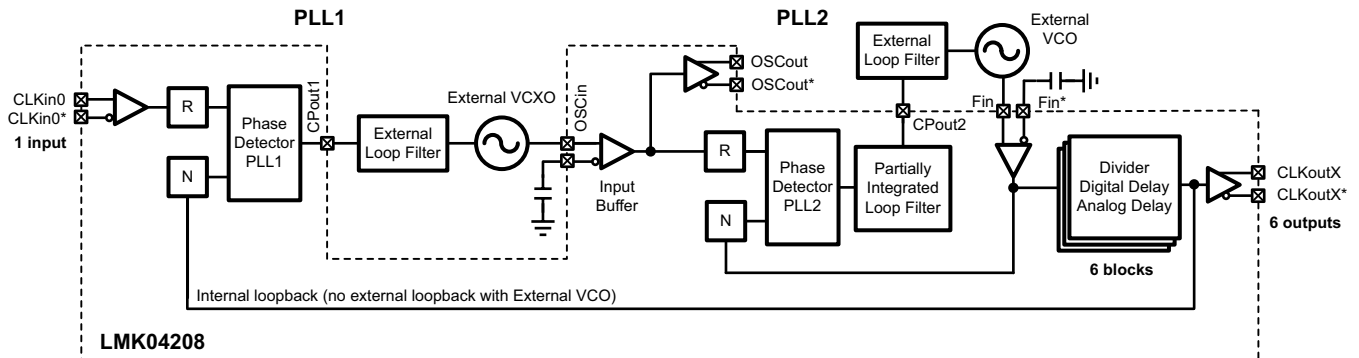 PLL1
PLL2
External
VCO
External
Loop Filter
OSCout
OSCout*
CLKin0
CLKin0*
1 input
R
N
Phase
Detector
PLL1
CPout1
External
Loop Filter
External VCXO
OSCin
Input
Buffer
R
N
Phase
Detector
PLL2
CPout2
Partially
Integrated
Loop Filter
Fin
Fin*
Divider
Digital Delay
Analog Delay
6 blocks
CLKoutX
CLKoutX*
6 outputs
Internal loopback (no external loopback with External VCO)
LMK04208